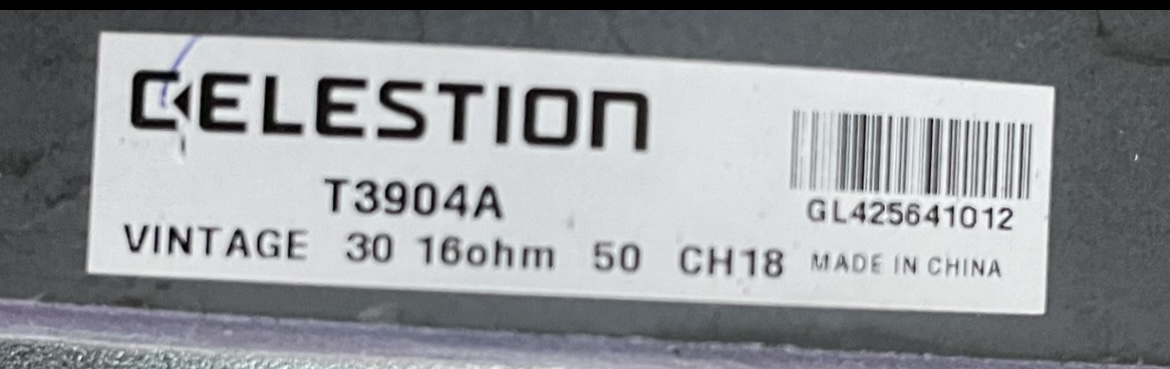 CELESTION
T3904A
VINTAGE 30 16ohm 50 CH18
GL425641012
MADE IN CHINA